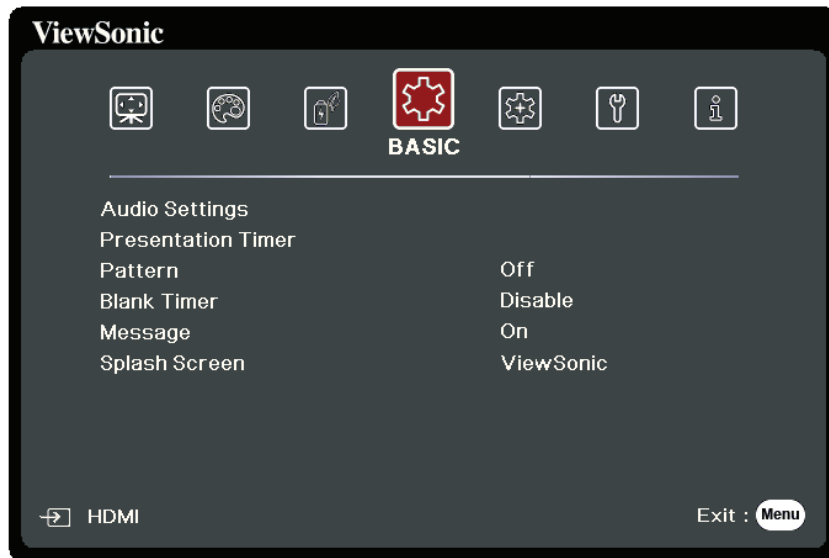 ViewSonic
BASIC
Audio Settings
Presentation Timer
Pattern Off
Blank Timer Disable
Message On
Splash Screen ViewSonic
HDMI Exit : Menu